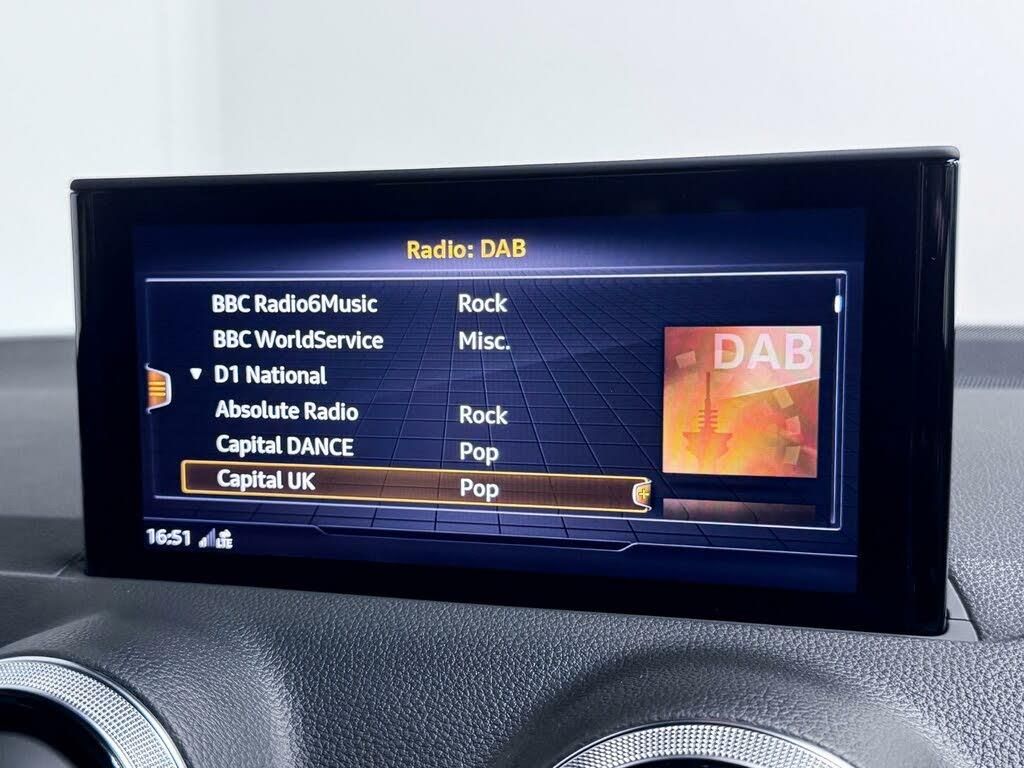 Radio: DAB
BBC Radio6Music Rock
BBC WorldService Misc.
D1 National
Absolute Radio Rock
Capital DANCE Pop
Capital UK Pop
DAB
16:51 LTE